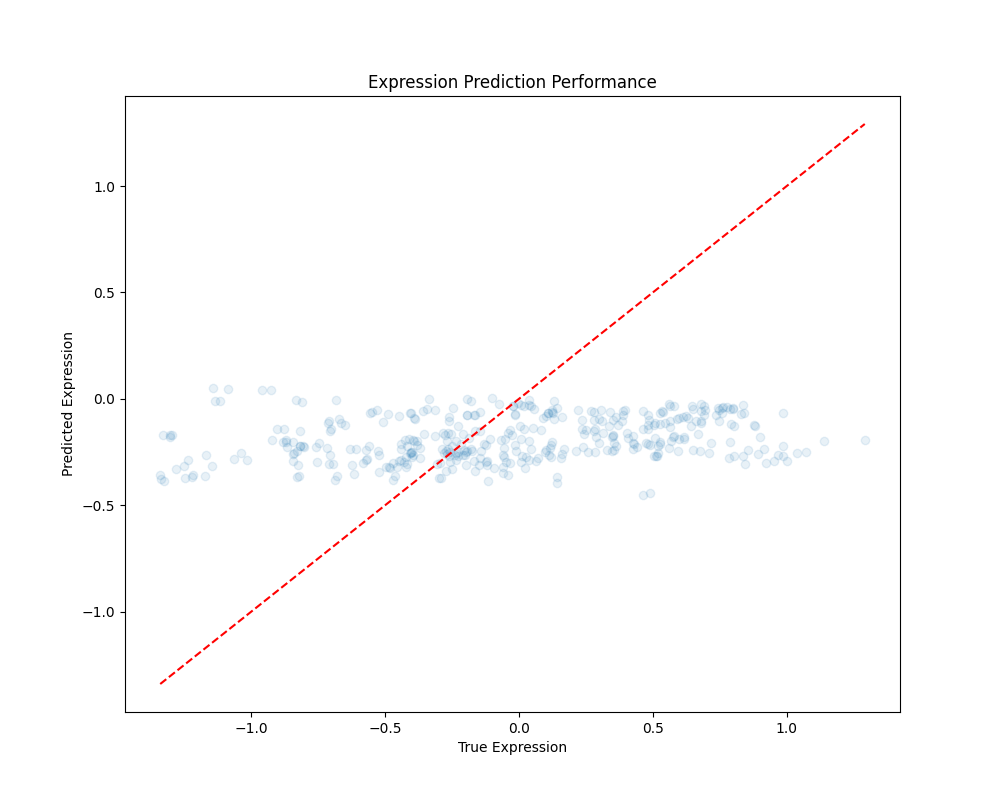 Expression Prediction Performance
Predicted Expression
1.0
0.5
0.0
−0.5
−1.0
−1.0 −0.5 0.0 0.5 1.0
True Expression